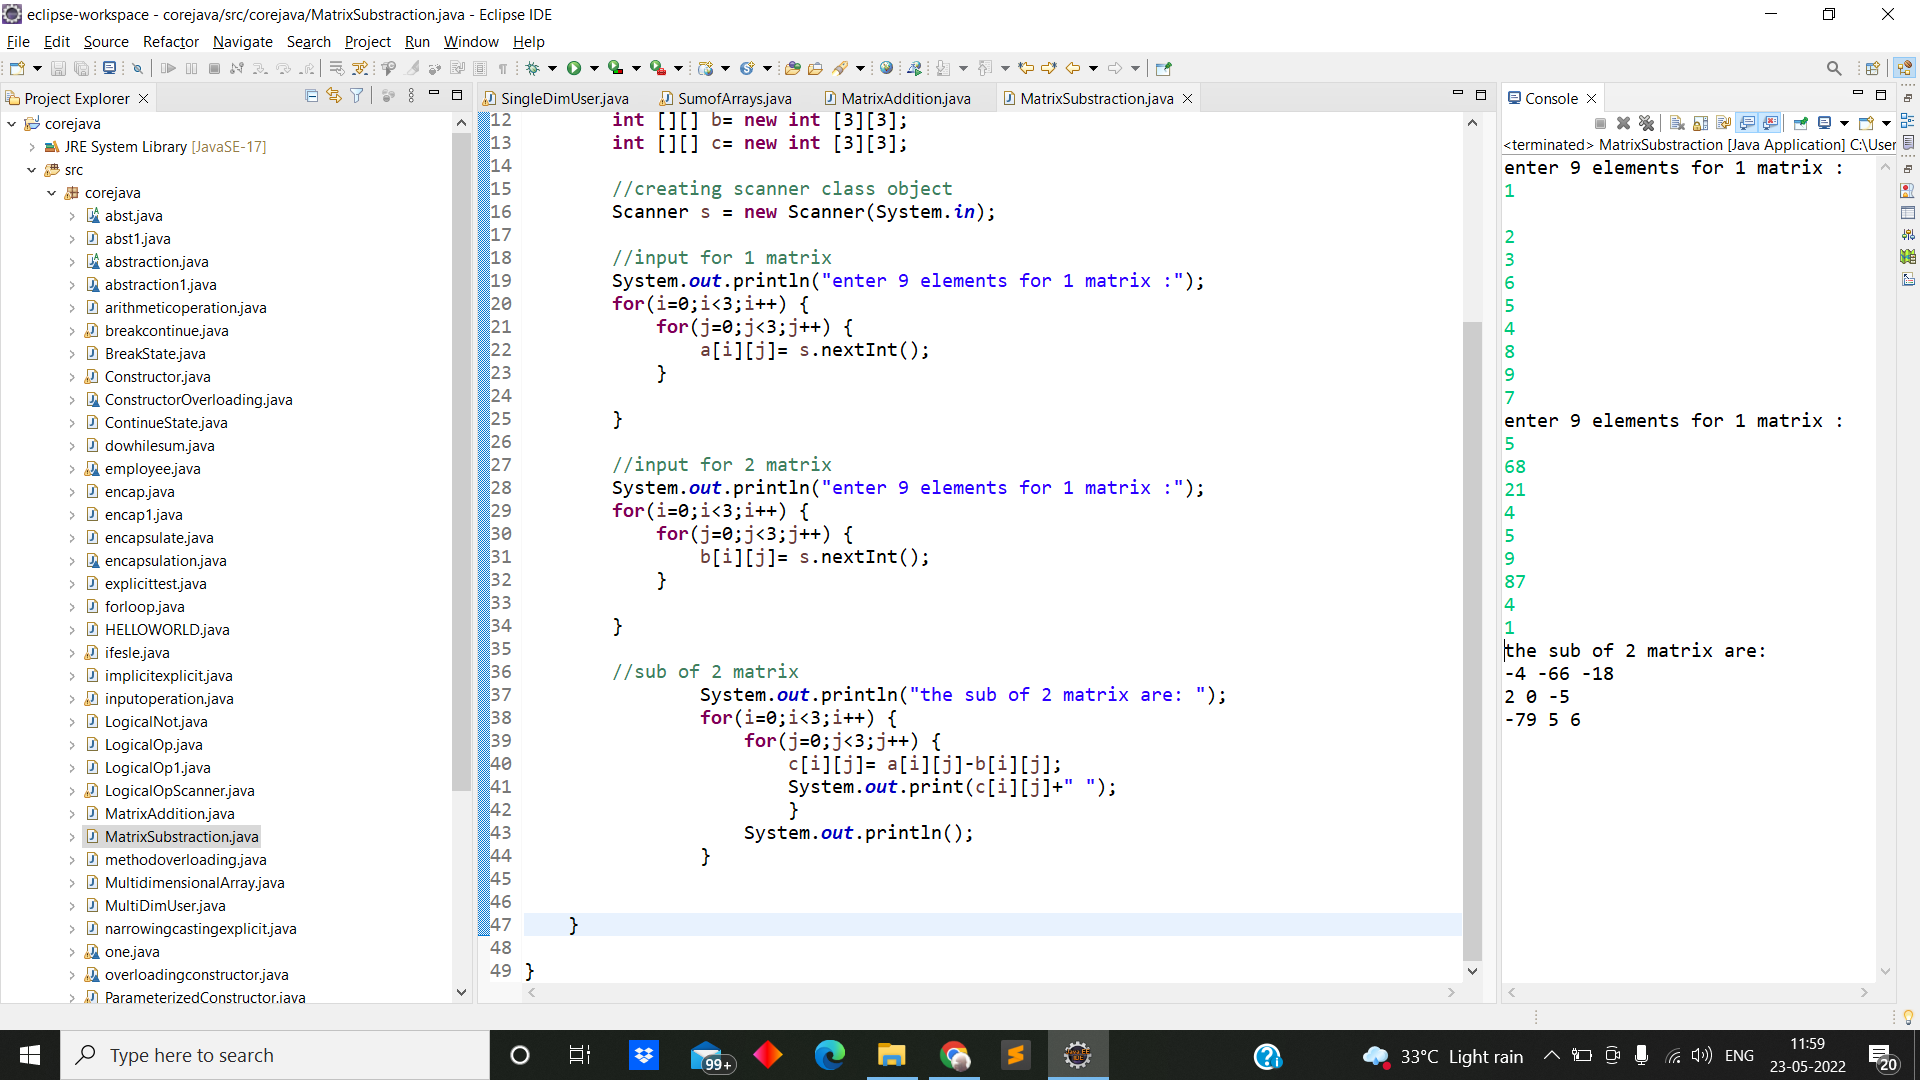 eclipse-workspace - corejava/src/corejava/MatrixSubstraction.java - Eclipse IDE
File Edit Source Refactor Navigate Search Project Run Window Help
Project Explorer
corejava
JRE System Library [JavaSE-17]
src
corejava
abst.java
abst1.java
abstraction.java
abstraction1.java
arithmeticoperation.java
breakcontinue.java
BreakState.java
Constructor.java
ConstructorOverloading.java
ContinueState.java
dowhilesum.java
employee.java
encap.java
encap1.java
encapsulate.java
encapsulation.java
explicittest.java
forloop.java
HELLOWORLD.java
ifesle.java
implicitexplicit.java
inputoperation.java
LogicalNot.java
LogicalOp.java
LogicalOp1.java
LogicalOpScanner.java
MatrixAddition.java
MatrixSubstraction.java
methodoverloading.java
MultidimensionalArray.java
MultiDimUser.java
narrowingcastingexplicit.java
one.java
overloadingconstructor.java
ParameterizedConstructor.java
SingleDimUser.java SumofArrays.java MatrixAddition.java MatrixSubstraction.java
12 int [][] b= new int [3][3];
13 int [][] c= new int [3][3];
14
15 //creating scanner class object
16 Scanner s = new Scanner(System.in);
17
18 //input for 1 matrix
19 System.out.println("enter 9 elements for 1 matrix :");
20 for(i=0;i<3;i++) {
21 for(j=0;j<3;j++) {
22 a[i][j]= s.nextInt();
23 }
24
25 }
26
27 //input for 2 matrix
28 System.out.println("enter 9 elements for 1 matrix :");
29 for(i=0;i<3;i++) {
30 for(j=0;j<3;j++) {
31 b[i][j]= s.nextInt();
32 }
33
34 }
35
36 //sub of 2 matrix
37 System.out.println("the sub of 2 matrix are: ");
38 for(i=0;i<3;i++) {
39 for(j=0;j<3;j++) {
40 c[i][j]= a[i][j]-b[i][j];
41 System.out.print(c[i][j]+" ");
42 }
43 System.out.println();
44 }
45
46
47 }
48
49 }
Console
<terminated> MatrixSubstraction [Java Application] C:\User
enter 9 elements for 1 matrix :
1
2
3
6
5
4
8
9
7
enter 9 elements for 1 matrix :
5
68
21
4
5
9
87
4
1
the sub of 2 matrix are:
-4 -66 -18
2 0 -5
-79 5 6
Type here to search
99+
33°C Light rain
ENG
11:59
23-05-2022
20